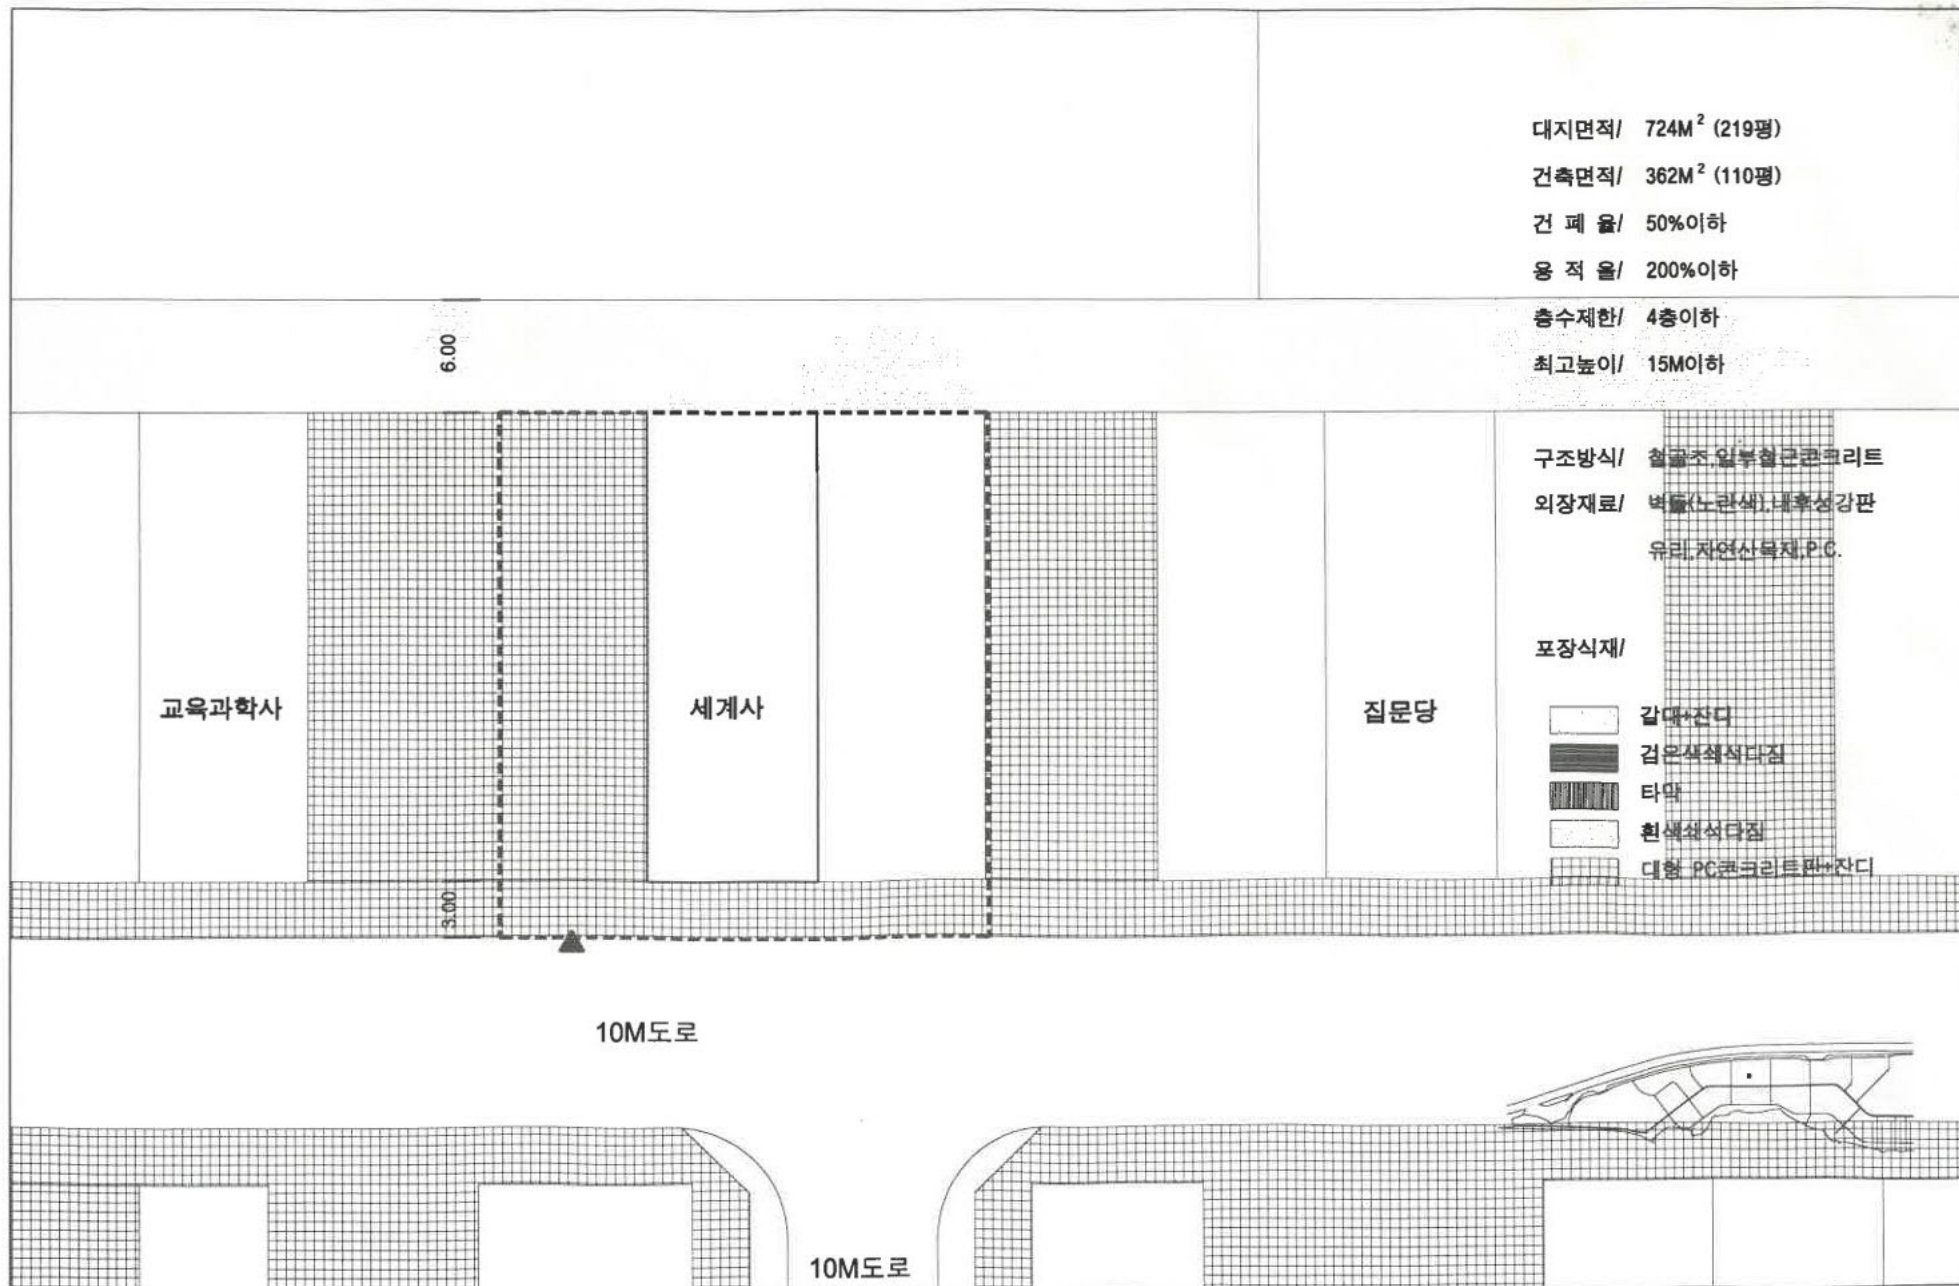 대지면적/ 724M² (219평)
건축면적/ 362M² (110평)
건 폐 율/ 50%이하
용 적 율/ 200%이하
층수제한/ 4층이하
최고높이/ 15M이하
6.00
구조방식/ 철골조,일부철근콘크리트
외장재료/ 벽돌(노란색),내후성강판
유리,자연산목재,P.C.
포장식재/
교육과학사
세계사
집문당
갈대+잔디
검은색쇄석다짐
타막
흰색쇄석다짐
대형 PC콘크리트판+잔디
3.00
10M도로
10M도로